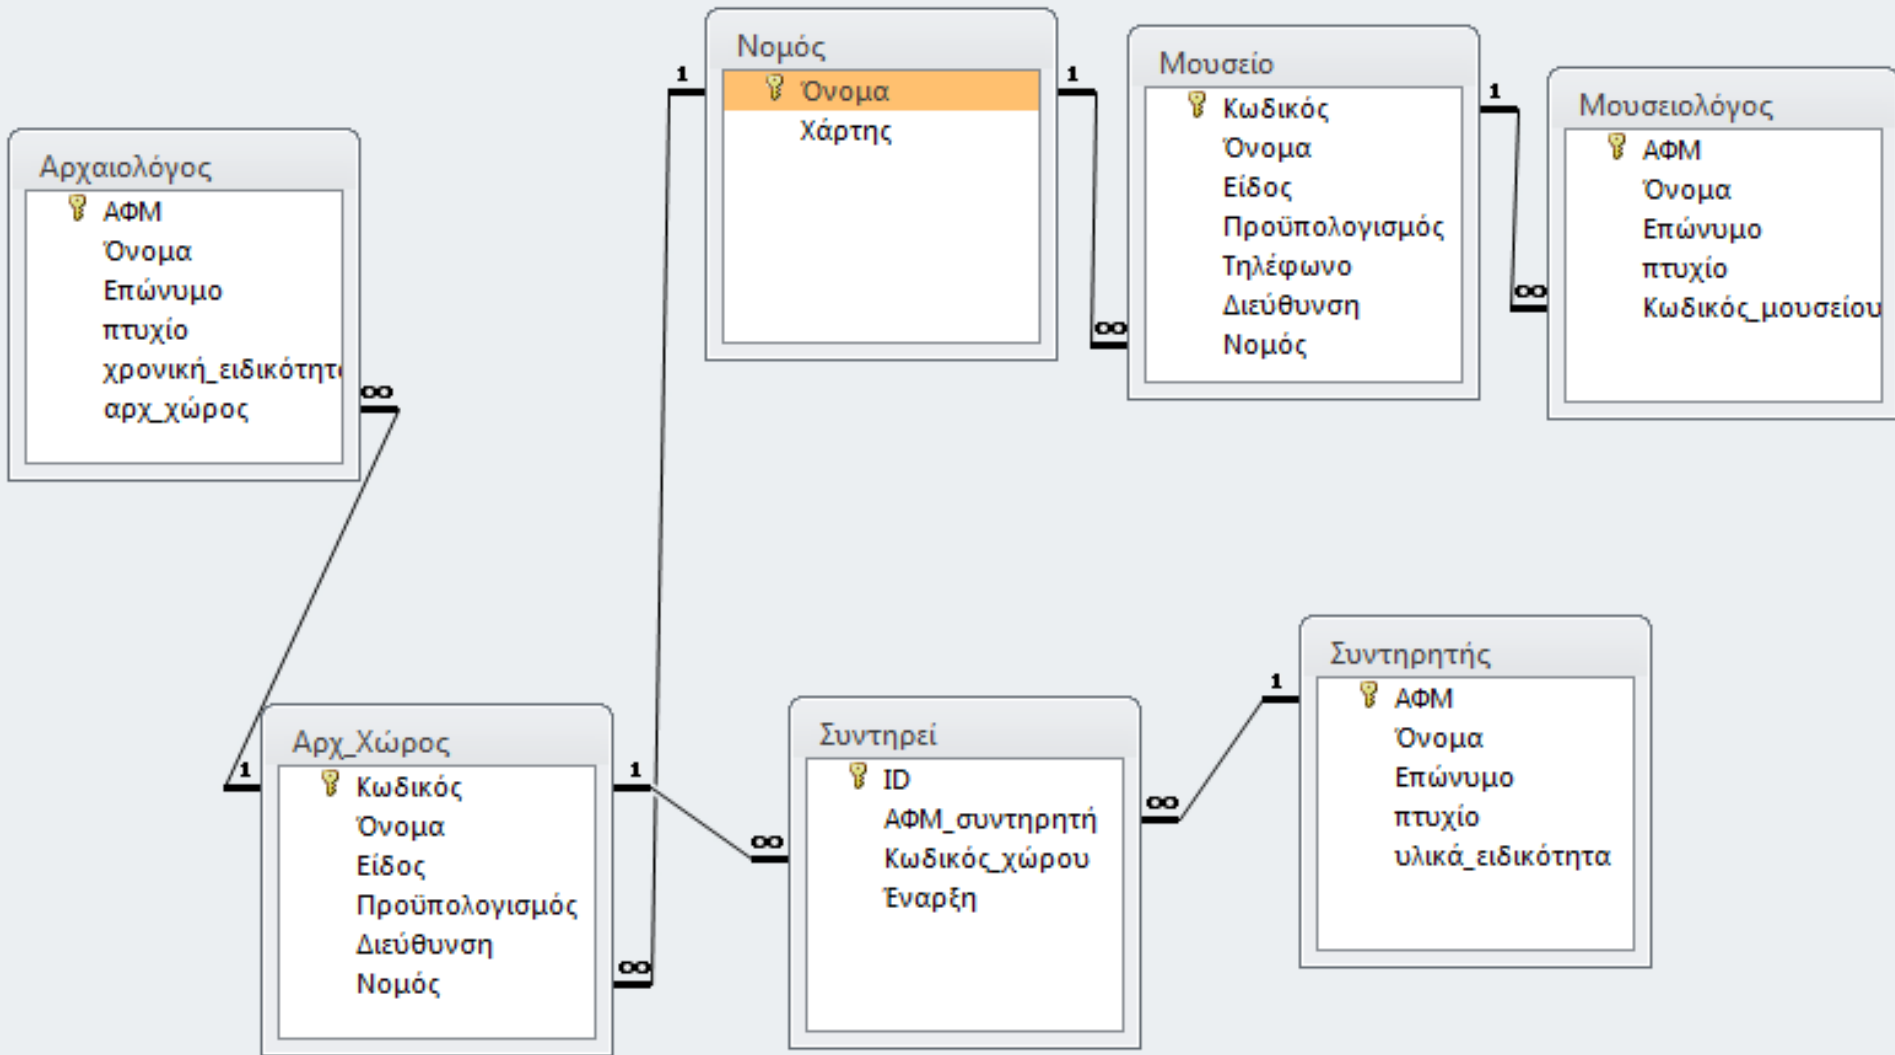 Αρχαιολόγος
ΑΦΜ
Όνομα
Επώνυμο
πτυχίο
χρονική_ειδικότητα
αρχ_χώρος
∞
1
Νομός
Όνομα
Χάρτης
1
1
∞
Μουσείο
Κωδικός
Όνομα
Είδος
Προϋπολογισμός
Τηλέφωνο
Διεύθυνση
Νομός
1
∞
Μουσειολόγος
ΑΦΜ
Όνομα
Επώνυμο
πτυχίο
Κωδικός_μουσείου
Αρχ_Χώρος
Κωδικός
Όνομα
Είδος
Προϋπολογισμός
Διεύθυνση
Νομός
1
∞
∞
Συντηρεί
ID
ΑΦΜ_συντηρητή
Κωδικός_χώρου
Έναρξη
∞
1
Συντηρητής
ΑΦΜ
Όνομα
Επώνυμο
πτυχίο
υλικά_ειδικότητα